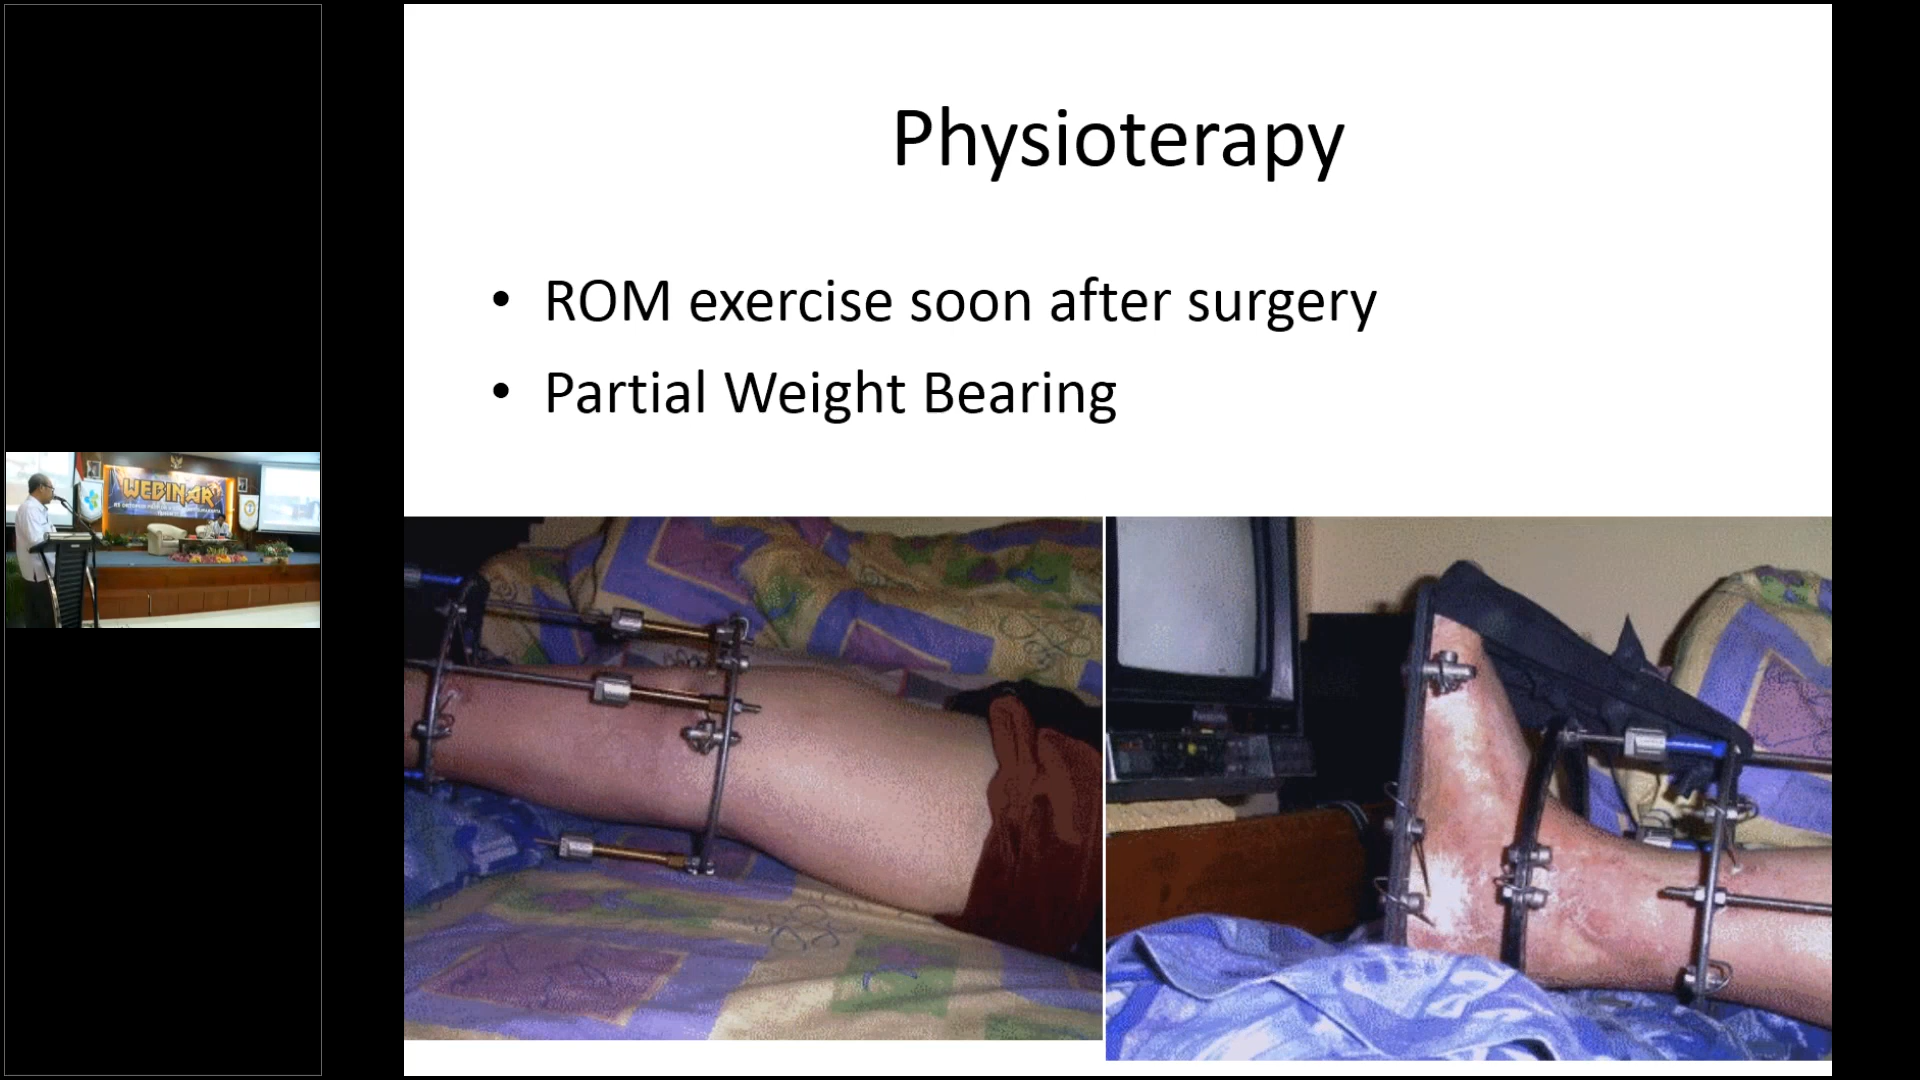 Physioterapy
• ROM exercise soon after surgery
• Partial Weight Bearing
WEBINAR